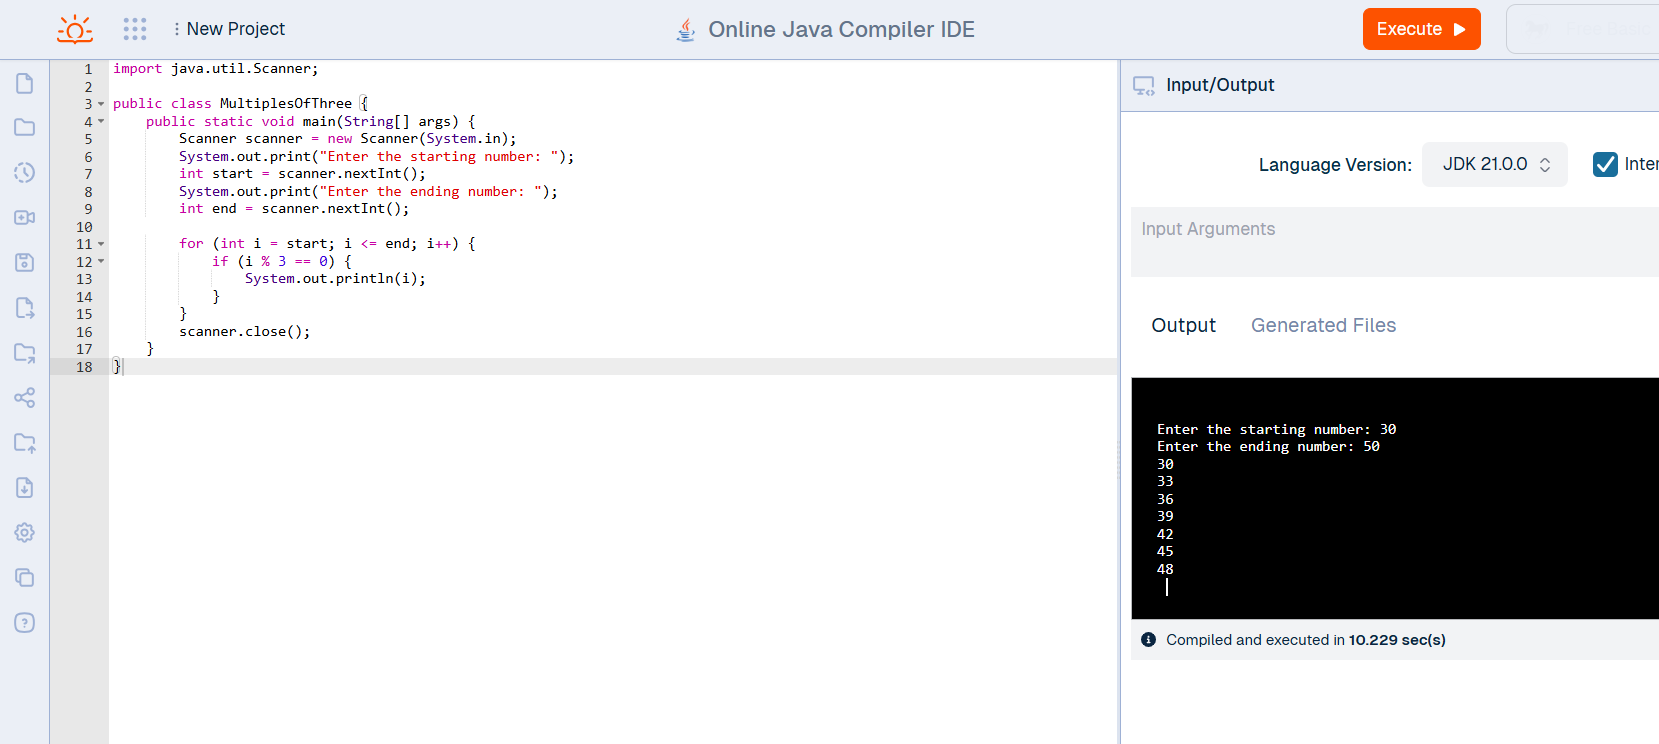 New Project
Online Java Compiler IDE
Execute
1 import java.util.Scanner;
2
3 public class MultiplesOfThree {
4     public static void main(String[] args) {
5         Scanner scanner = new Scanner(System.in);
6         System.out.print("Enter the starting number: ");
7         int start = scanner.nextInt();
8         System.out.print("Enter the ending number: ");
9         int end = scanner.nextInt();
10
11         for (int i = start; i <= end; i++) {
12             if (i % 3 == 0) {
13                 System.out.println(i);
14             }
15         }
16         scanner.close();
17     }
18 }
Input/Output
Language Version:
JDK 21.0.0
Inter
Input Arguments
Output
Generated Files
Enter the starting number: 30
Enter the ending number: 50
30
33
36
39
42
45
48
Compiled and executed in 10.229 sec(s)